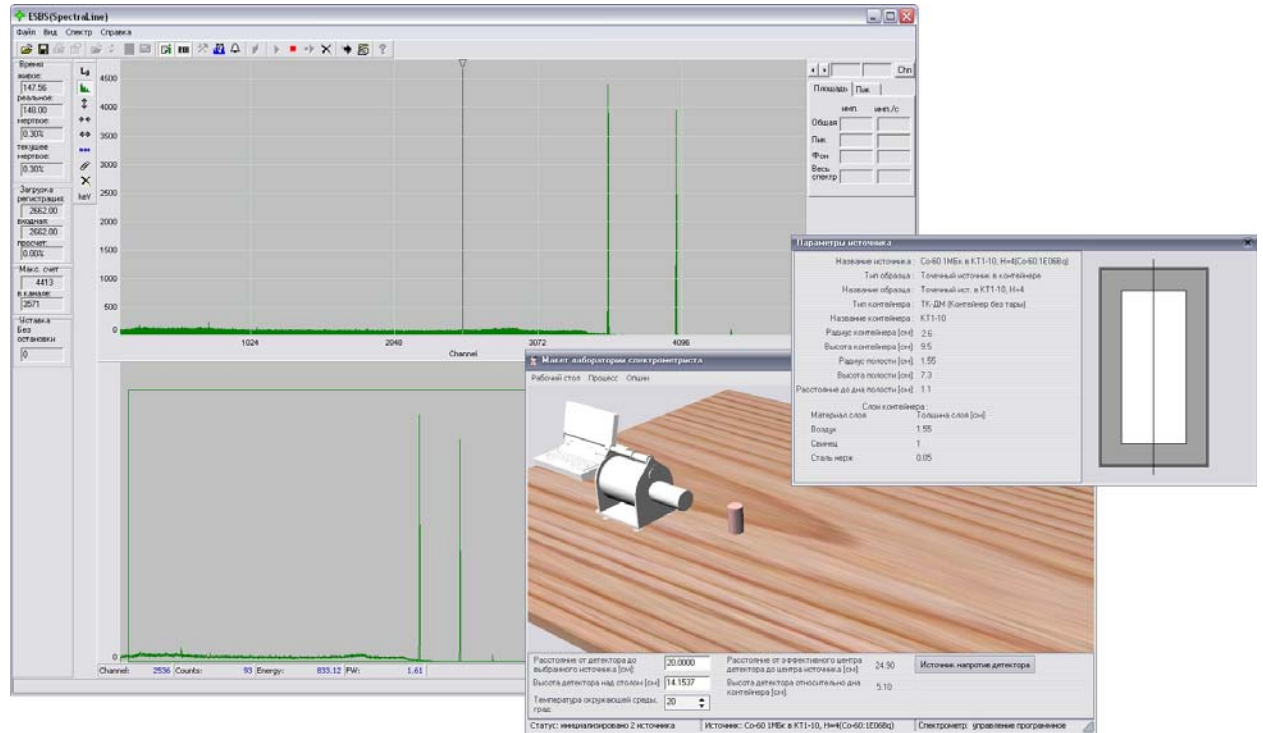 ESBS(SpectraLine)
Файл Вид Спектр Справка
Время
живое:
147.56
реальное:
148.00
мертвое:
0.30%
текущее
мертвое:
0.30%
Загрузка
регистрация:
2662.00
входная:
2662.00
просчет:
0.00%
Макс. счет
4413
в канале:
3571
Уставка
Без
остановки
0
Lg
keV
4500
4000
3500
3000
2500
2000
1500
1000
500
0
1024
2048
3072
4096
Channel
Chn
Площадь Пик
имп. имп./с
Общая
Пик
Фон
Весь
спектр
0
Channel: 2536 Counts: 93 Energy: 833.12 PW: 1.61
Параметры источника
Название источника : Co-60 1МБк в КТ1-10, H=4(Co-60:1E06Bq)
Тип образца : Точечный источник в контейнере
Название образца : Точечный ист. в КТ1-10, H=4
Тип контейнера : ТК-ДМ (Контейнер без тары)
Название контейнера : КТ1-10
Радиус контейнера [см] 2.6
Высота контейнера [см] 9.5
Радиус полости [см] 1.55
Высота полости [см] 7.3
Расстояние до дна полости [см] 1.1
Слои контейнера :
Материал слоя Толщина слоя [см]
Воздух 1.55
Свинец 1
Сталь нерж 0.05
Макет лаборатории спектрометриста
Рабочий стол Процесс Опции
Расстояние от детектора до
выбранного источника [см]: 20.0000
Высота детектора над столом [см] 14.1537
Температура окружающей среды,
град: 20
Расстояние от эффективного центра
детектора до центра источника [см]: 24.90
Высота детектора относительно дна
контейнера [см]: 5.10
Источник напротив детектора
Статус: инициализировано 2 источника Источник: Co-60 1МБк в КТ1-10, H=4(Co-60:1E06Bq) Спектрометр: управление программное